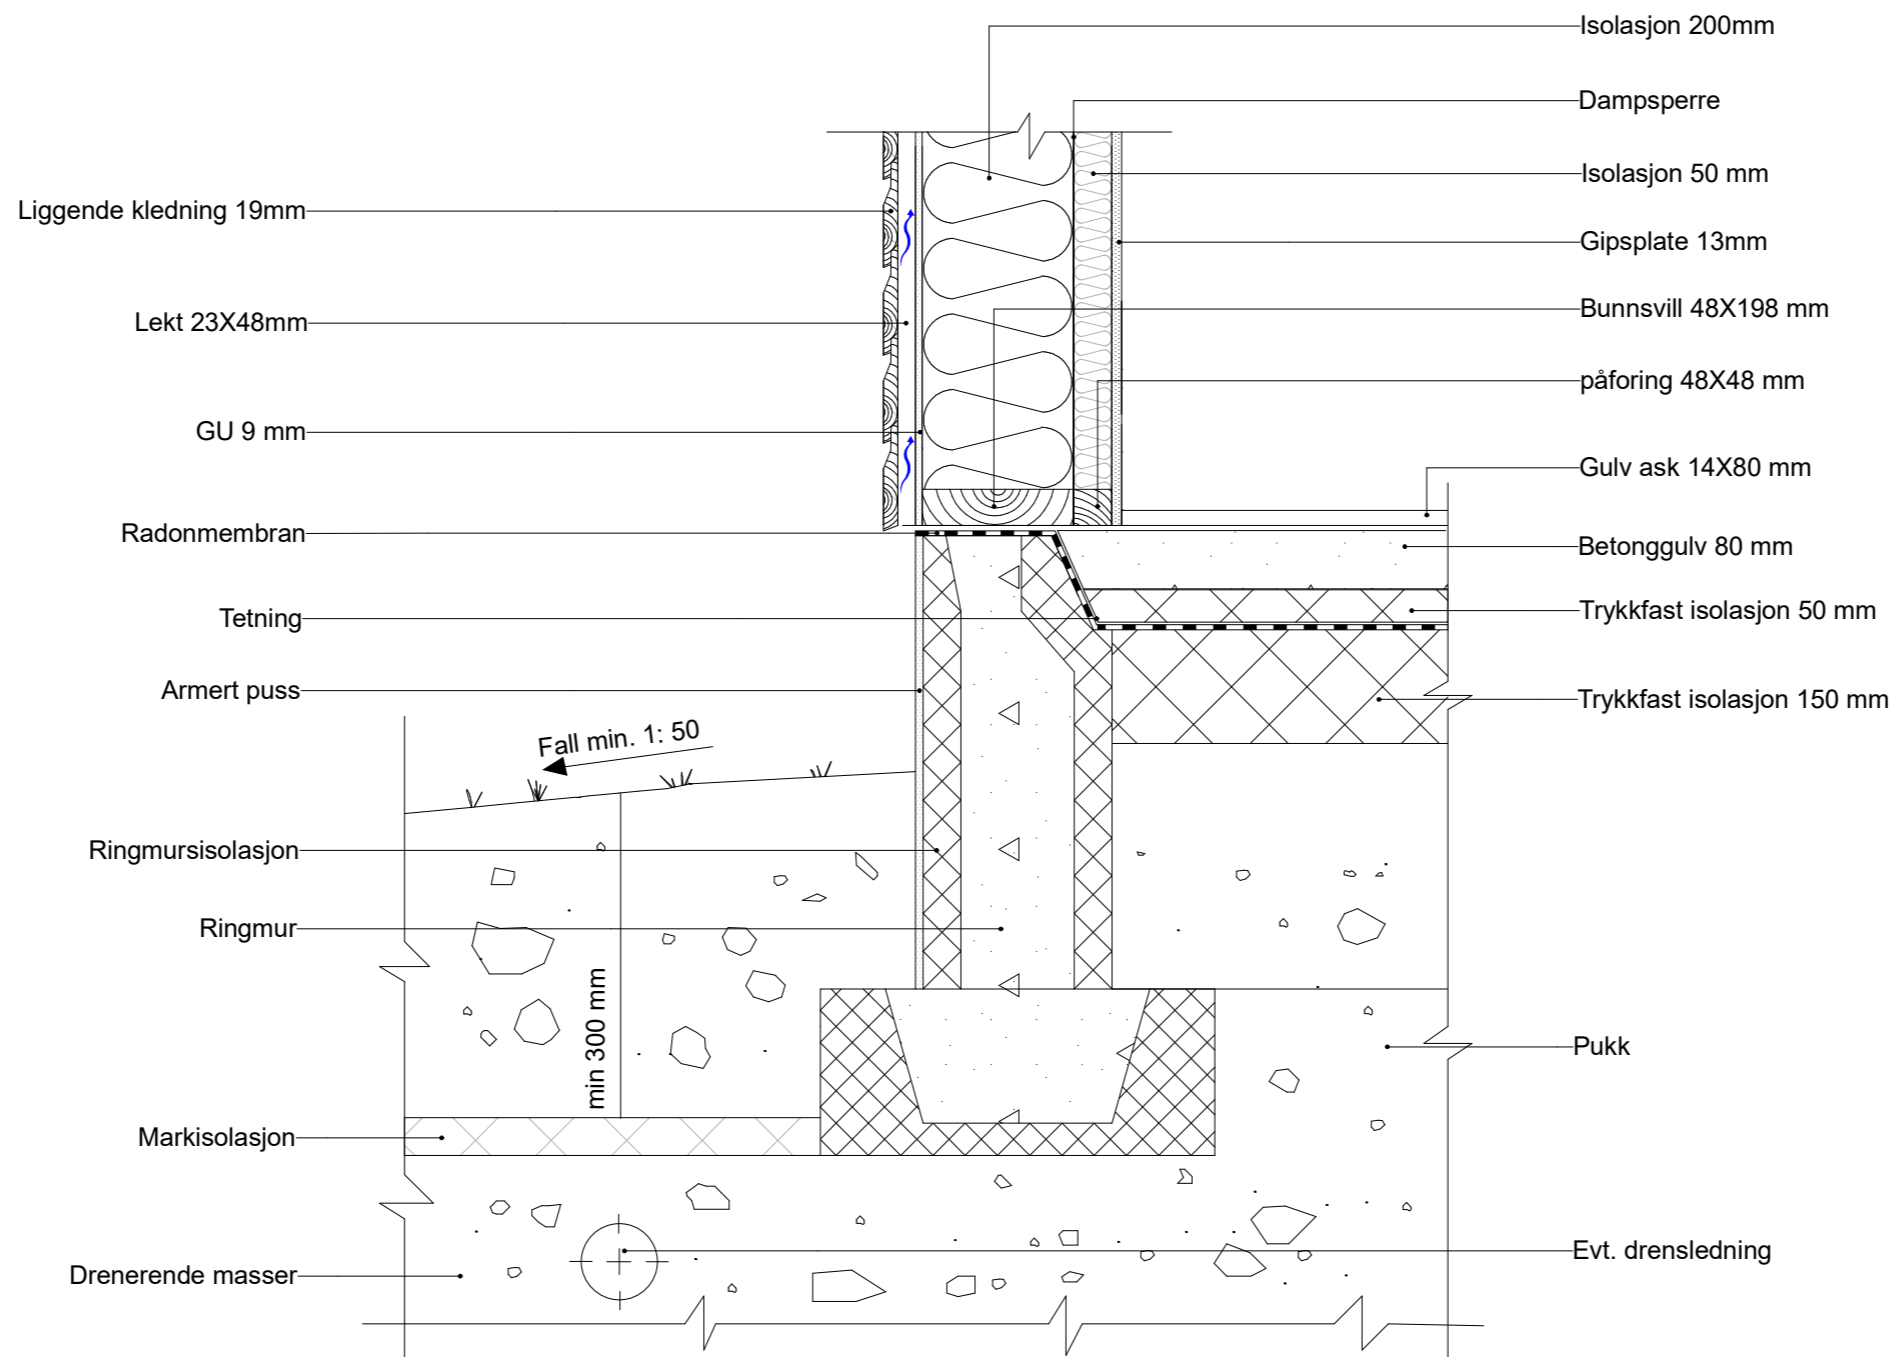 Isolasjon 200mm
Dampsperre
Isolasjon 50 mm
Liggende kledning 19mm
Gipsplate 13mm
Bunnsvill 48X198 mm
Lekt 23X48mm
påforing 48X48 mm
GU 9 mm
Gulv ask 14X80 mm
Radonmembran
Betonggulv 80 mm
Tetning
Trykkfast isolasjon 50 mm
Armert puss
Trykkfast isolasjon 150 mm
Fall min. 1: 50
Ringmursisolasjon
Ringmur
min 300 mm
Pukk
Markisolasjon
Evt. drensledning
Drenerende masser